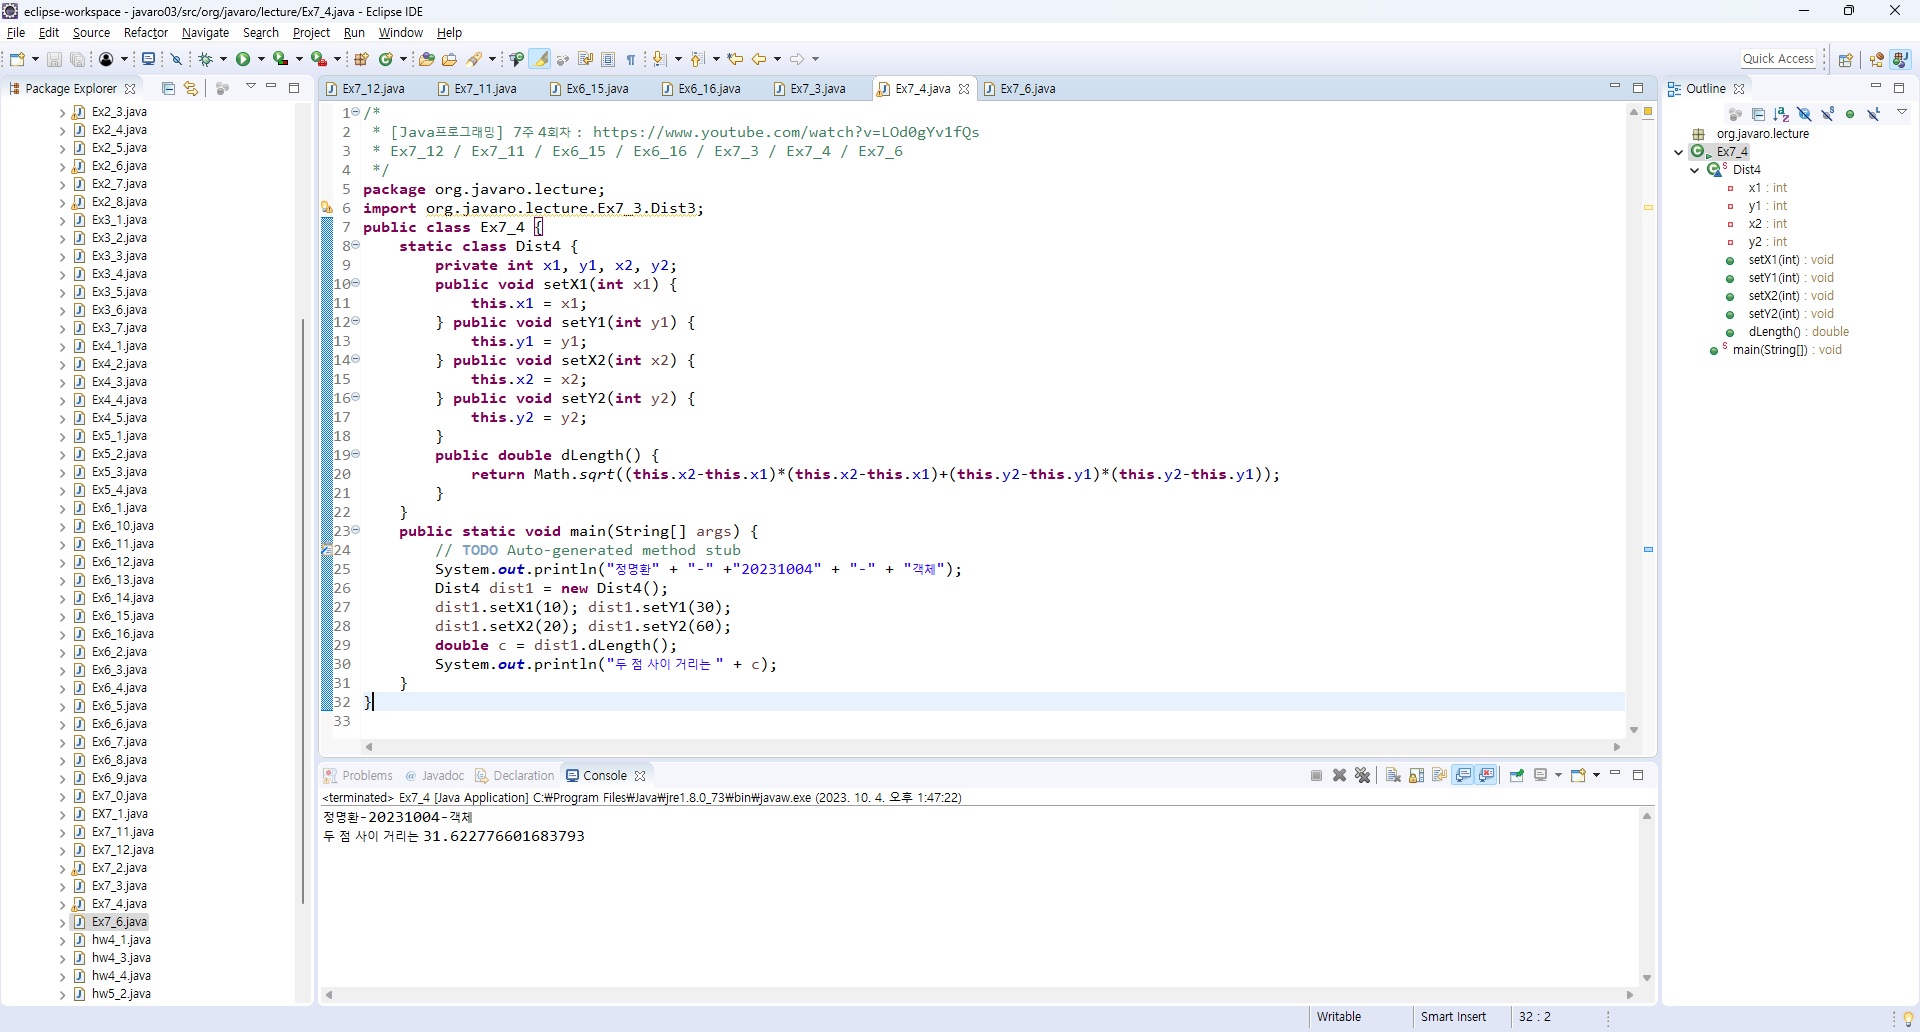 eclipse-workspace - javaro03/src/org/javaro/lecture/Ex7_4.java - Eclipse IDE
File Edit Source Refactor Navigate Search Project Run Window Help
Quick Access
Package Explorer
Ex2_3.java
Ex2_4.java
Ex2_5.java
Ex2_6.java
Ex2_7.java
Ex2_8.java
Ex3_1.java
Ex3_2.java
Ex3_3.java
Ex3_4.java
Ex3_5.java
Ex3_6.java
Ex3_7.java
Ex4_1.java
Ex4_2.java
Ex4_3.java
Ex4_4.java
Ex4_5.java
Ex5_1.java
Ex5_2.java
Ex5_3.java
Ex5_4.java
Ex6_1.java
Ex6_10.java
Ex6_11.java
Ex6_12.java
Ex6_13.java
Ex6_14.java
Ex6_15.java
Ex6_16.java
Ex6_2.java
Ex6_3.java
Ex6_4.java
Ex6_5.java
Ex6_6.java
Ex6_7.java
Ex6_8.java
Ex6_9.java
Ex7_0.java
EX7_1.java
Ex7_11.java
Ex7_12.java
Ex7_2.java
Ex7_3.java
Ex7_4.java
Ex7_6.java
hw4_1.java
hw4_3.java
hw4_4.java
hw5_2.java
Ex7_12.java Ex7_11.java Ex6_15.java Ex6_16.java Ex7_3.java Ex7_4.java Ex7_6.java
1 /*
2 * [Java프로그래밍] 7주 4회차 : https://www.youtube.com/watch?v=LOd0gYv1fQs
3 * Ex7_12 / Ex7_11 / Ex6_15 / Ex6_16 / Ex7_3 / Ex7_4 / Ex7_6
4 */
5 package org.javaro.lecture;
6 import org.javaro.lecture.Ex7_3.Dist3;
7 public class Ex7_4 {
8 static class Dist4 {
9 private int x1, y1, x2, y2;
10 public void setX1(int x1) {
11 this.x1 = x1;
12 } public void setY1(int y1) {
13 this.y1 = y1;
14 } public void setX2(int x2) {
15 this.x2 = x2;
16 } public void setY2(int y2) {
17 this.y2 = y2;
18 }
19 public double dLength() {
20 return Math.sqrt((this.x2-this.x1)*(this.x2-this.x1)+(this.y2-this.y1)*(this.y2-this.y1));
21 }
22 }
23 public static void main(String[] args) {
24 // TODO Auto-generated method stub
25 System.out.println("정명환" + "-" +"20231004" + "-" + "객체");
26 Dist4 dist1 = new Dist4();
27 dist1.setX1(10); dist1.setY1(30);
28 dist1.setX2(20); dist1.setY2(60);
29 double c = dist1.dLength();
30 System.out.println("두 점 사이 거리는 " + c);
31 }
32 }
33
Problems Javadoc Declaration Console
<terminated> Ex7_4 [Java Application] C:₩Program Files₩Java₩jre1.8.0_73₩bin₩javaw.exe (2023. 10. 4. 오후 1:47:22)
정명환-20231004-객체
두 점 사이 거리는 31.622776601683793
Outline
org.javaro.lecture
Ex7_4
Dist4
x1 : int
y1 : int
x2 : int
y2 : int
setX1(int) : void
setY1(int) : void
setX2(int) : void
setY2(int) : void
dLength() : double
main(String[]) : void
Writable Smart Insert 32 : 2